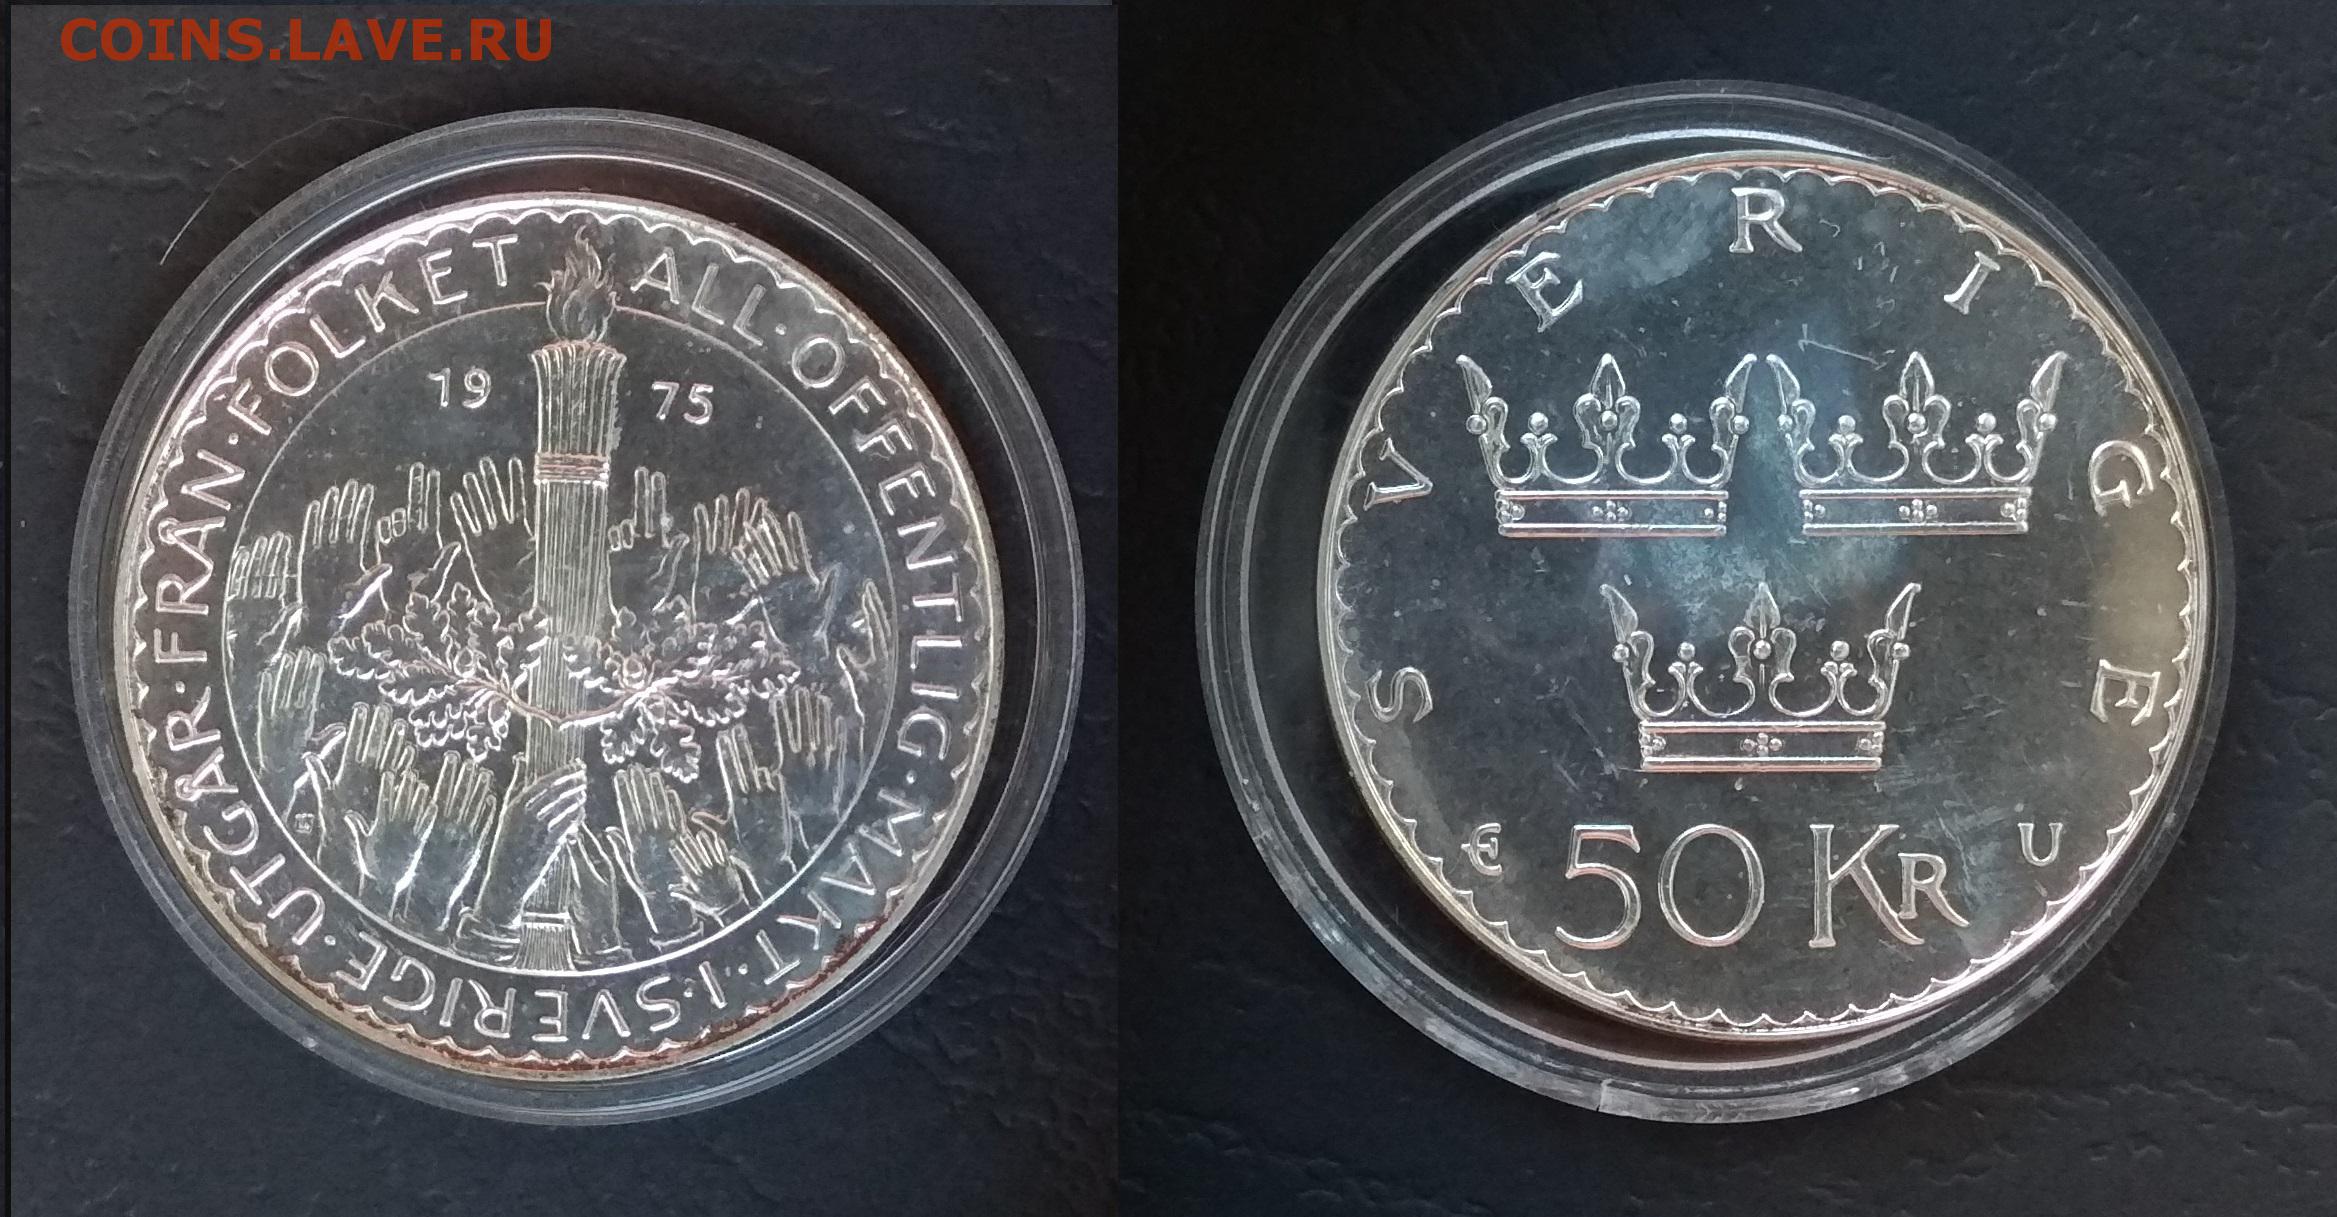 COINS.LAVE.RU
ALL·OFFENTLIG·MAKT·I·SVERIGE·UTGÅR·FRÅN·FOLKET
19 75
SVERIGE
E 50 KR U